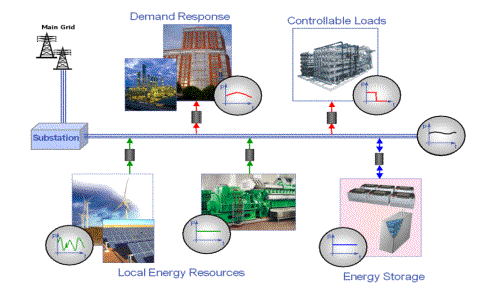 Main Grid
Demand Response
Controllable Loads
Substation
Local Energy Resources
Energy Storage